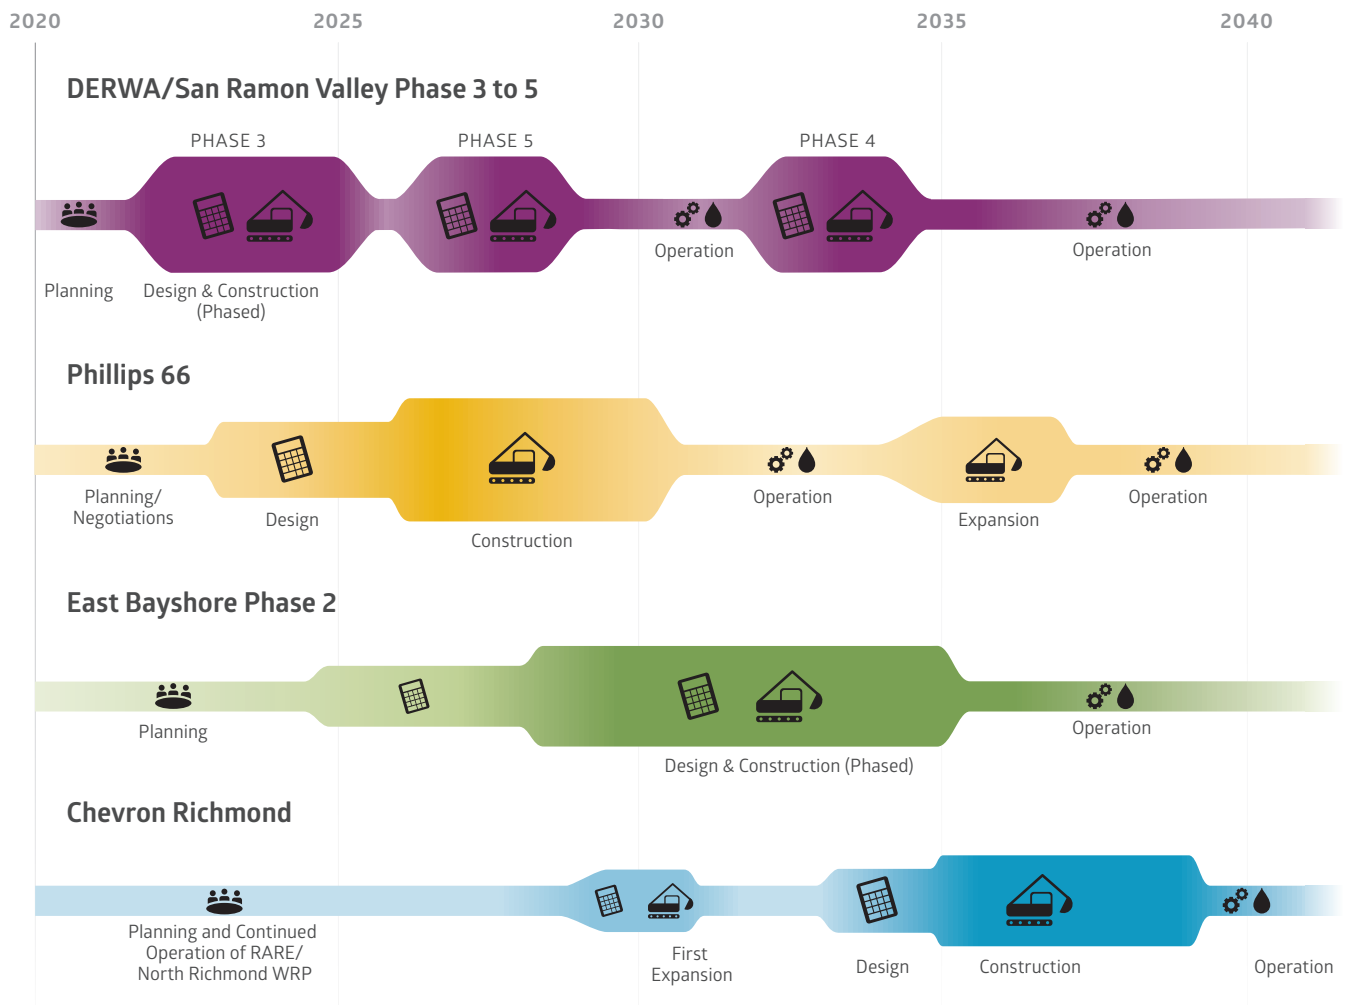 2020 2025 2030 2035 2040
DERWA/San Ramon Valley Phase 3 to 5
PHASE 3 PHASE 5 PHASE 4
Operation Operation
Planning Design & Construction
(Phased)
Phillips 66
Planning/
Negotiations
Design
Construction
Operation
Expansion
Operation
East Bayshore Phase 2
Planning
Design & Construction (Phased)
Operation
Chevron Richmond
Planning and Continued
Operation of RARE/
North Richmond WRP
First
Expansion
Design
Construction
Operation